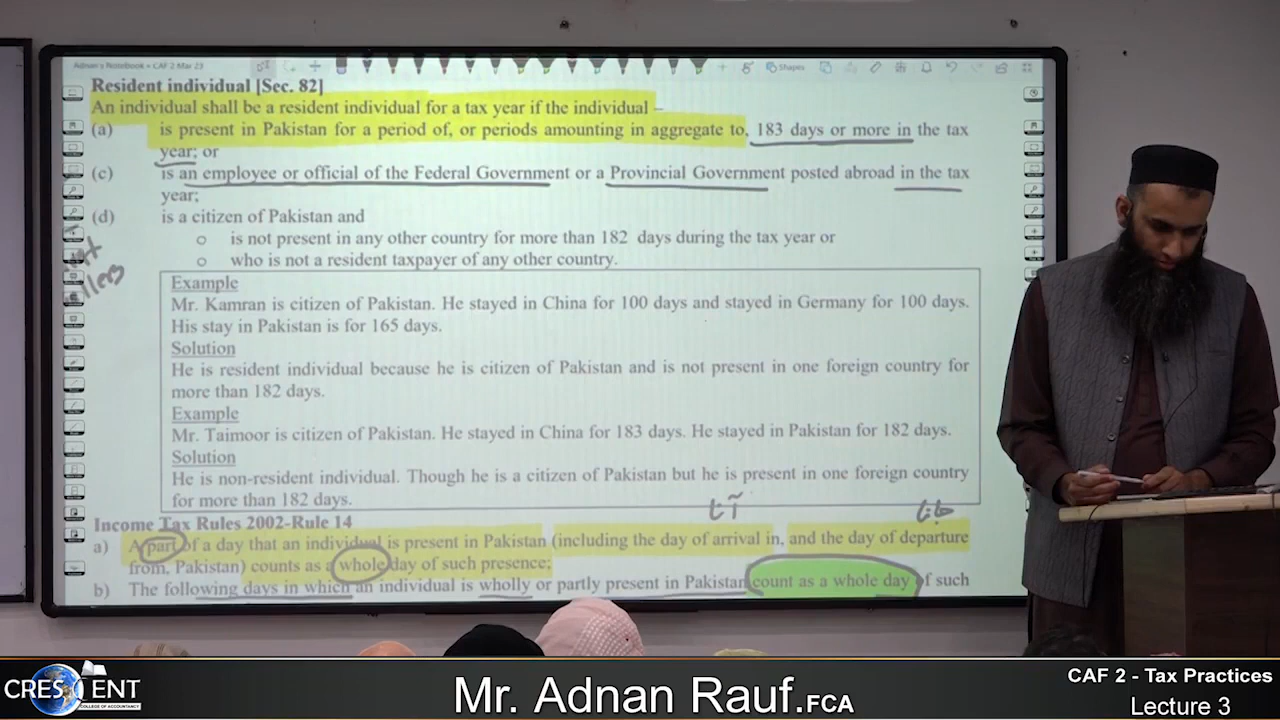 Adnan's Notebook • CAF 2 Mar 23
Shapes
Resident individual [Sec. 82]
An individual shall be a resident individual for a tax year if the individual –
(a) is present in Pakistan for a period of, or periods amounting in aggregate to, 183 days or more in the tax
year; or
(c) is an employee or official of the Federal Government or a Provincial Government posted abroad in the tax
year;
(d) is a citizen of Pakistan and
o is not present in any other country for more than 182 days during the tax year or
o who is not a resident taxpayer of any other country.
Example
Mr. Kamran is citizen of Pakistan. He stayed in China for 100 days and stayed in Germany for 100 days.
His stay in Pakistan is for 165 days.
Solution
He is resident individual because he is citizen of Pakistan and is not present in one foreign country for
more than 182 days.
Example
Mr. Taimoor is citizen of Pakistan. He stayed in China for 183 days. He stayed in Pakistan for 182 days.
Solution
He is non-resident individual. Though he is a citizen of Pakistan but he is present in one foreign country
for more than 182 days.
آنا جانا
Income Tax Rules 2002-Rule 14
a) A part of a day that an individual is present in Pakistan (including the day of arrival in, and the day of departure
from, Pakistan) counts as a whole day of such presence;
b) The following days in which an individual is wholly or partly present in Pakistan count as a whole day of such
CRESCENT
COLLEGE OF ACCOUNTANCY
Mr. Adnan Rauf.FCA
CAF 2 - Tax Practices
Lecture 3